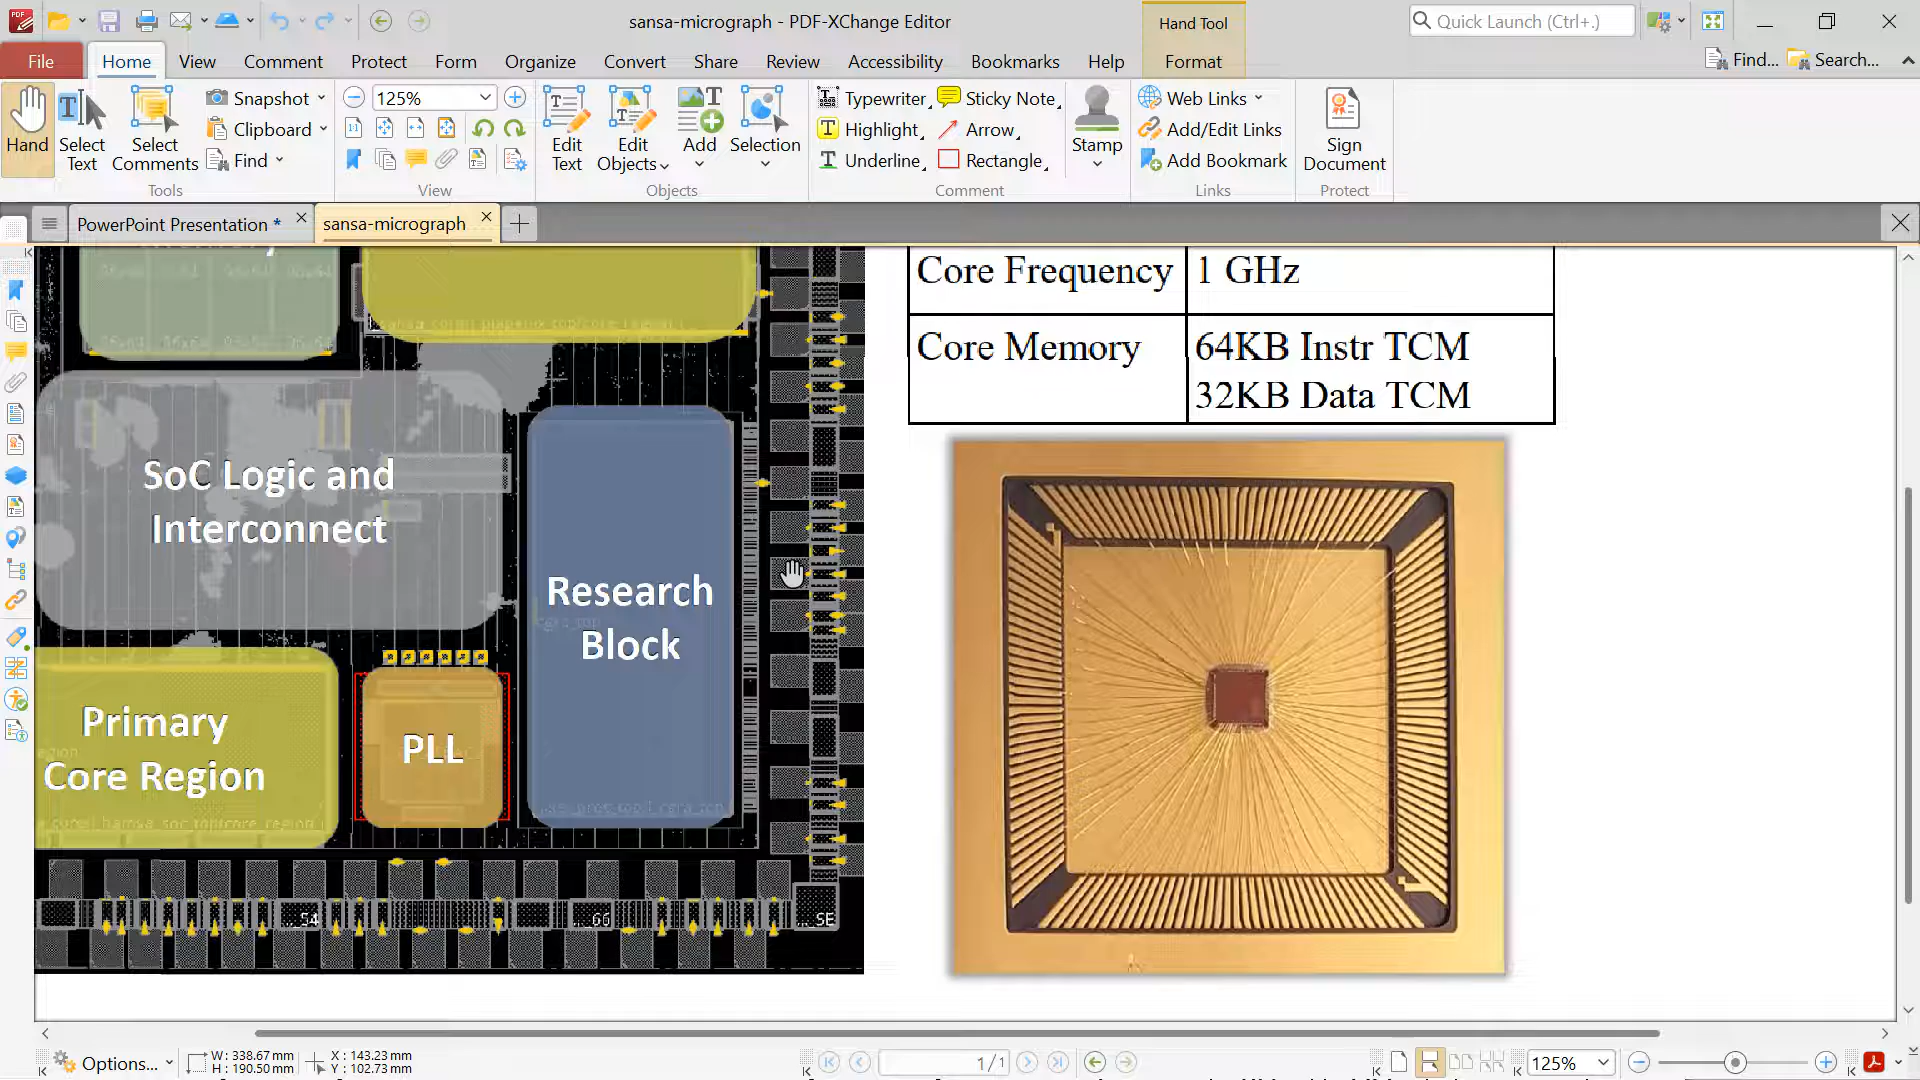 sansa-micrograph - PDF-XChange Editor
Hand Tool
Quick Launch (Ctrl+.)
File
Home
View
Comment
Protect
Form
Organize
Convert
Share
Review
Accessibility
Bookmarks
Help
Format
Find...
Search...
Hand
Select Text
Select Comments
Snapshot
Clipboard
Find
Tools
125%
View
Edit Text
Edit Objects
Add
Selection
Objects
Typewriter
Highlight
Underline
Sticky Note
Arrow
Rectangle
Stamp
Comment
Web Links
Add/Edit Links
Add Bookmark
Links
Sign Document
Protect
PowerPoint Presentation *
sansa-micrograph
Core Frequency
1 GHz
Core Memory
64KB Instr TCM
32KB Data TCM
SoC Logic and
Interconnect
Research
Block
Primary
Core Region
PLL
54
66
SE
Options...
W: 338.67 mm
H: 190.50 mm
X: 143.23 mm
Y: 102.73 mm
1/1
125%